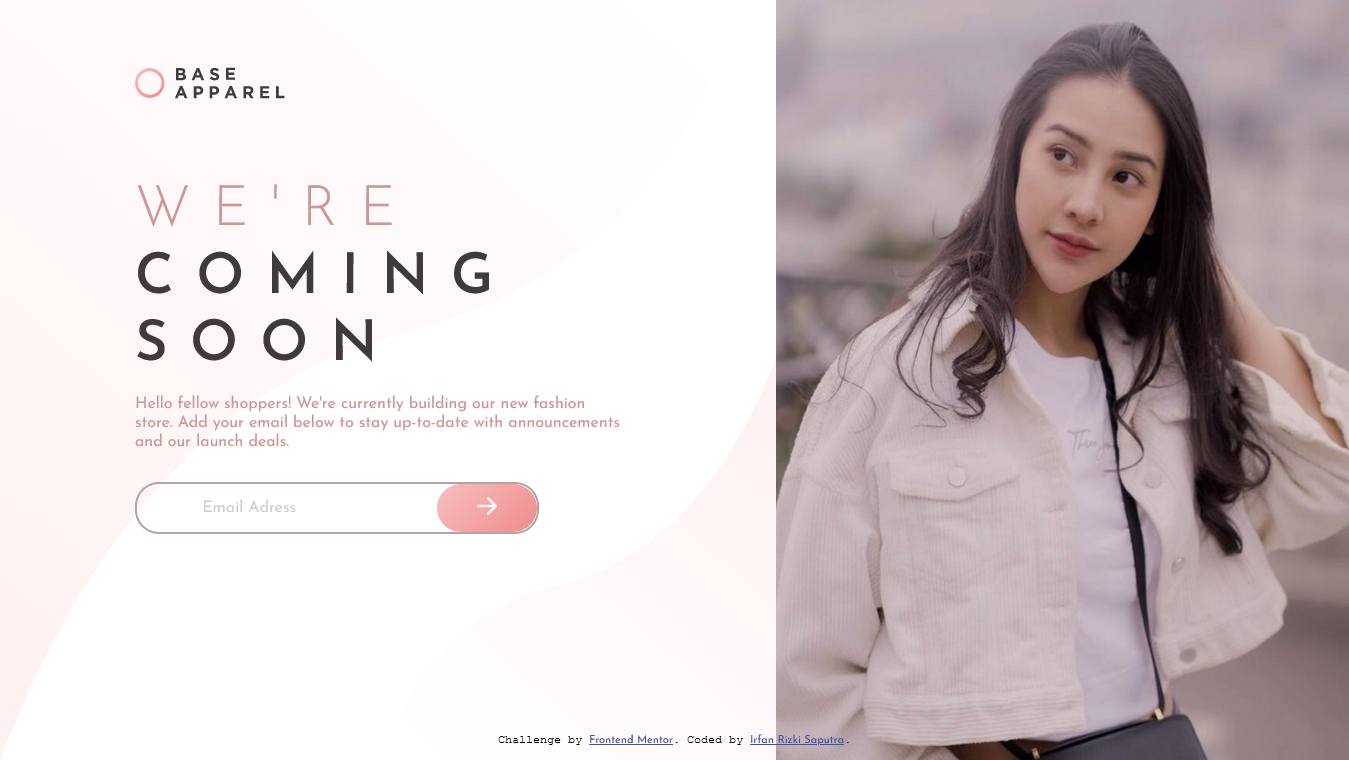 BASE
APPAREL
WE'RE
COMING
SOON
Hello fellow shoppers! We're currently building our new fashion
store. Add your email below to stay up-to-date with announcements
and our launch deals.
Email Adress
Challenge by Frontend Mentor. Coded by Irfan Rizki Saputra.